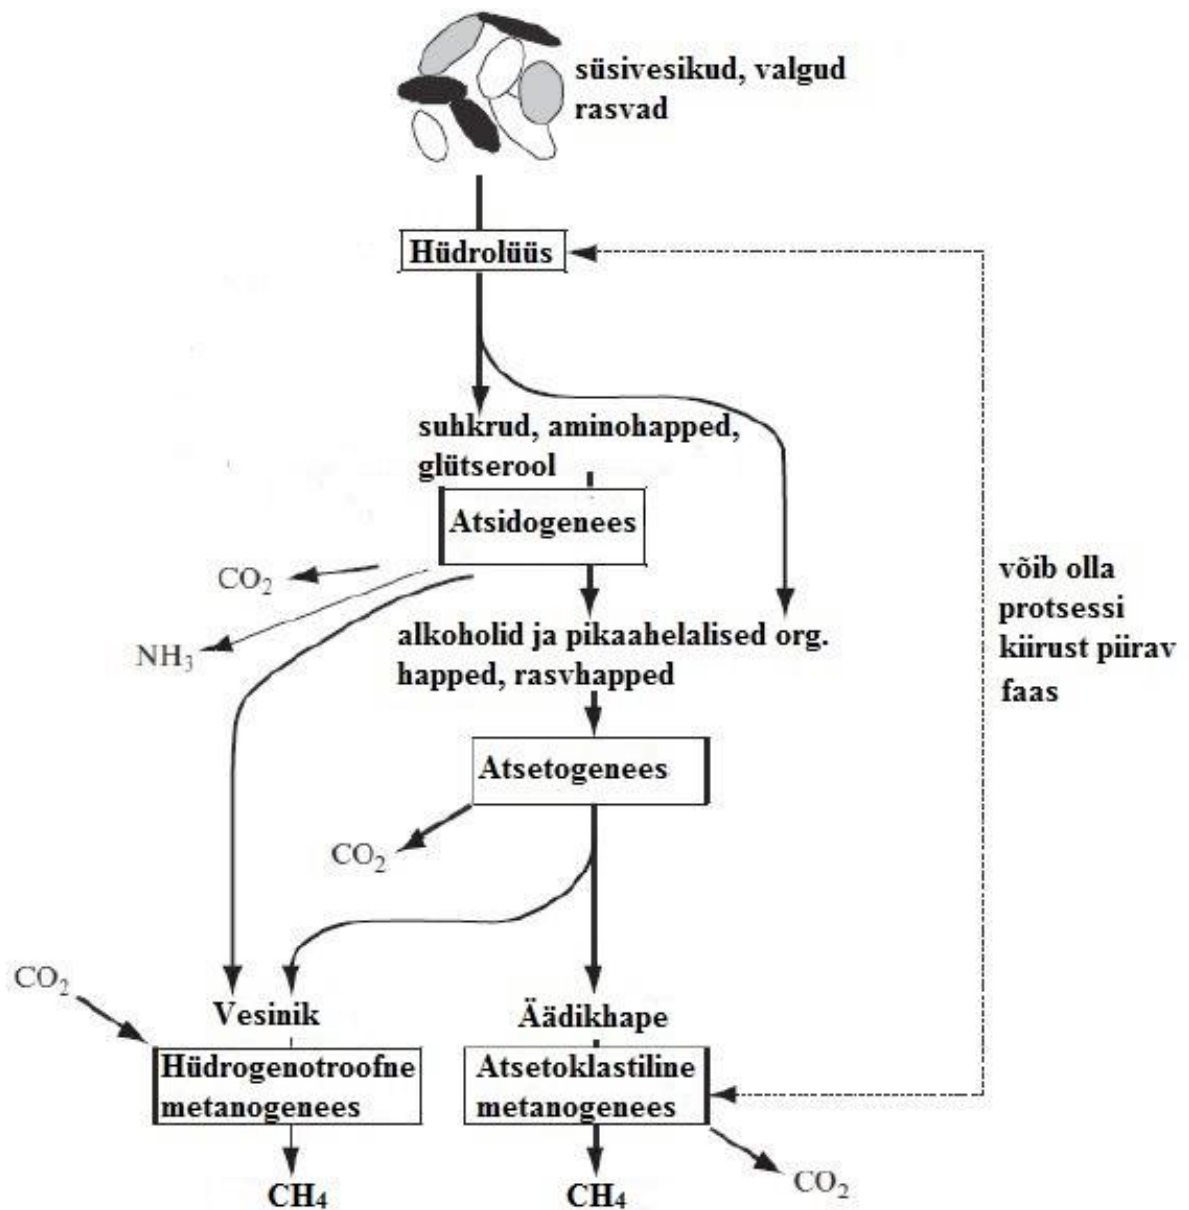 süsivesikud, valgud
rasvad
Hüdrolüüs
suhkrud, aminohapped,
glütserool
Atsidogenees
CO₂
NH₃
alkoholid ja pikaahelalised org.
happed, rasvhapped
võib olla
protsessi
kiirust piirav
faas
Atsetogenees
CO₂
CO₂
Vesinik
Äädikhape
Hüdrogenotroofne
metanogenees
Atsetoklastiline
metanogenees
CO₂
CH₄
CH₄